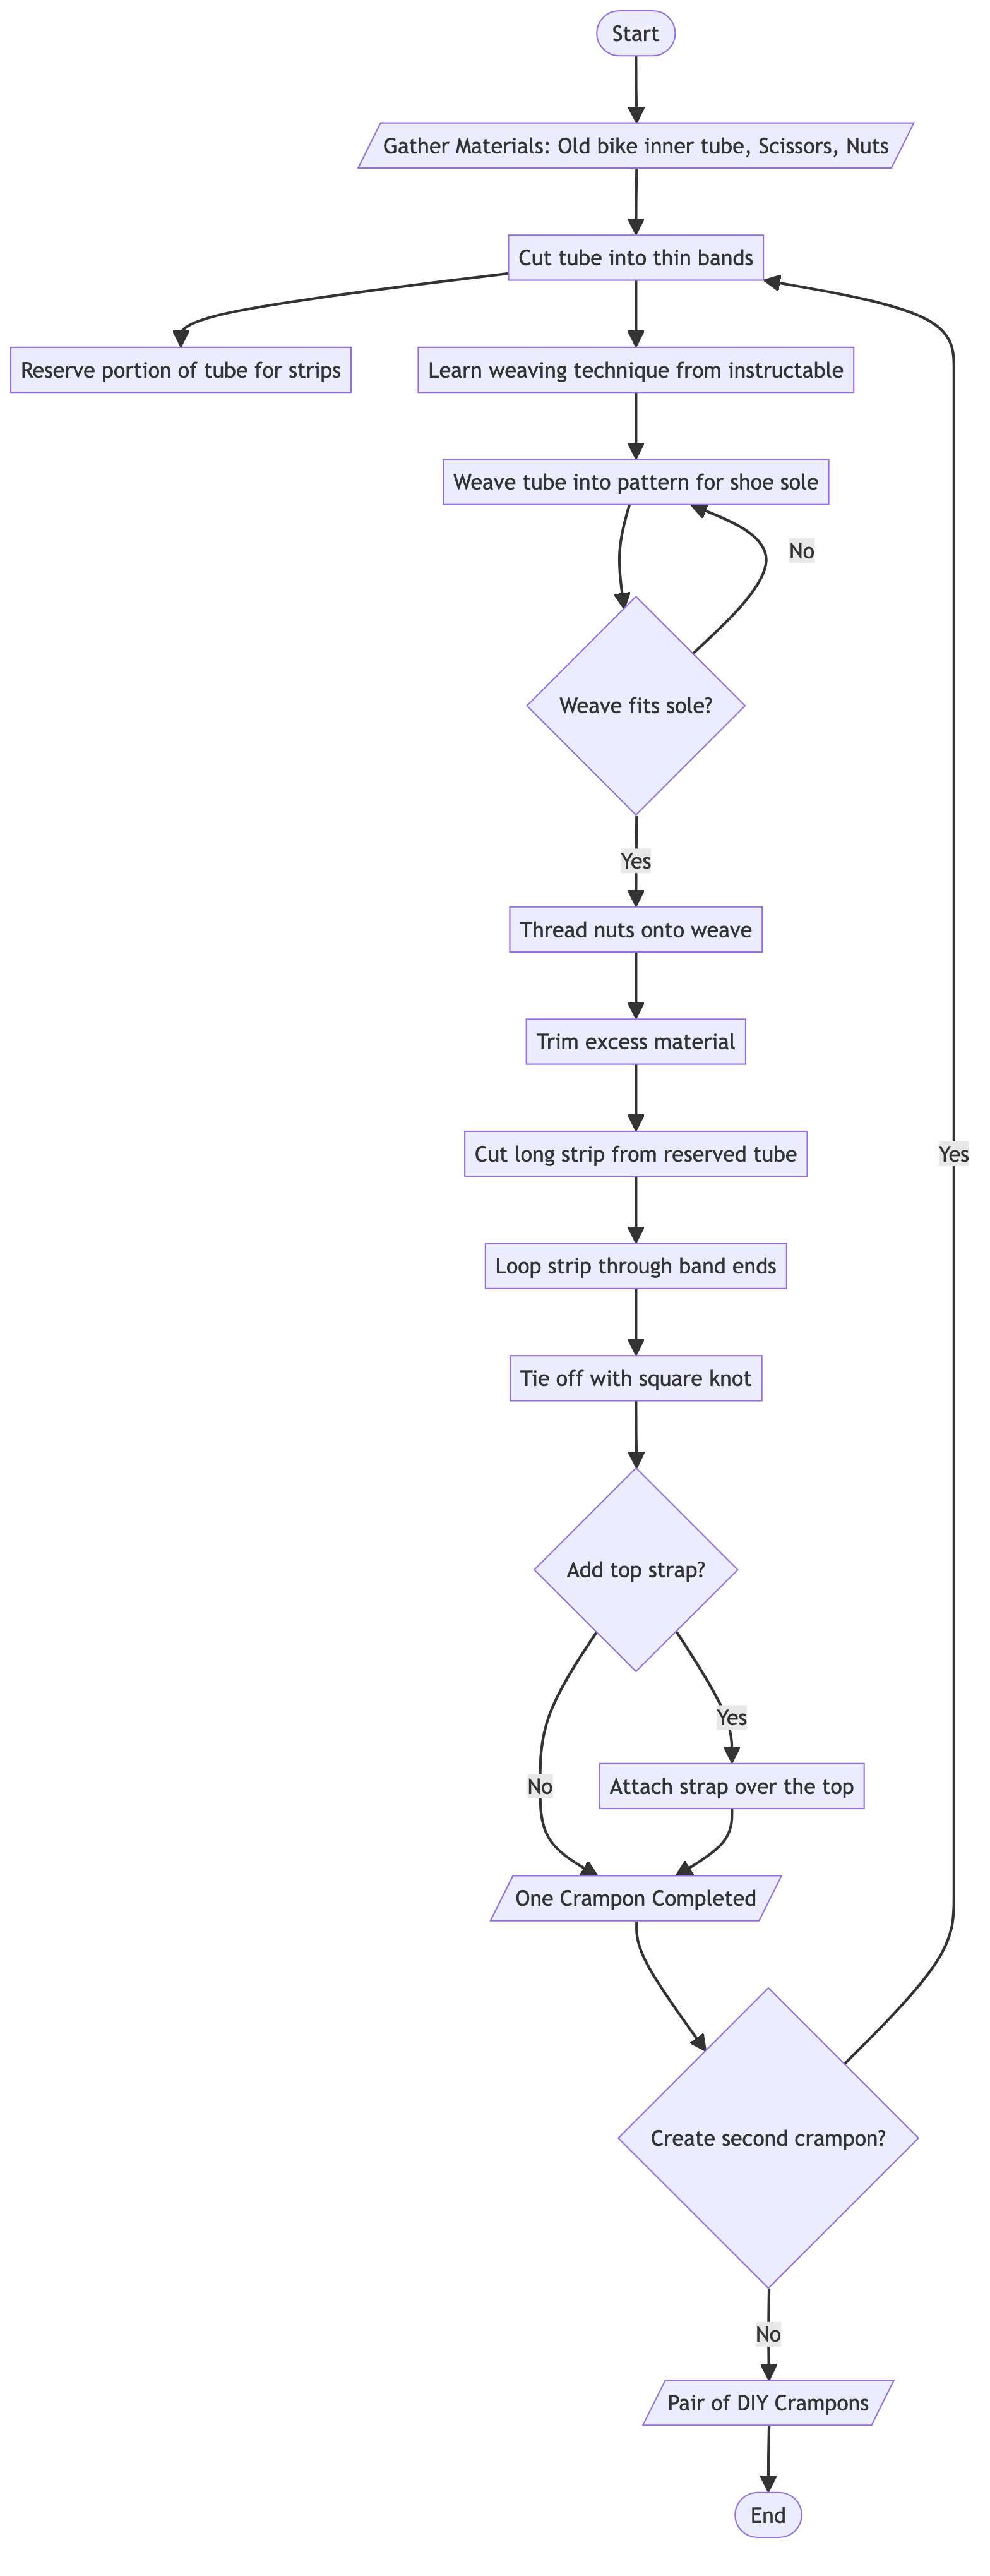 Start
Gather Materials: Old bike inner tube, Scissors, Nuts
Cut tube into thin bands
Reserve portion of tube for strips
Learn weaving technique from instructable
Weave tube into pattern for shoe sole
No
Weave fits sole?
Yes
Thread nuts onto weave
Trim excess material
Cut long strip from reserved tube
Yes
Loop strip through band ends
Tie off with square knot
Add top strap?
Yes
No
Attach strap over the top
One Crampon Completed
Create second crampon?
No
Pair of DIY Crampons
End